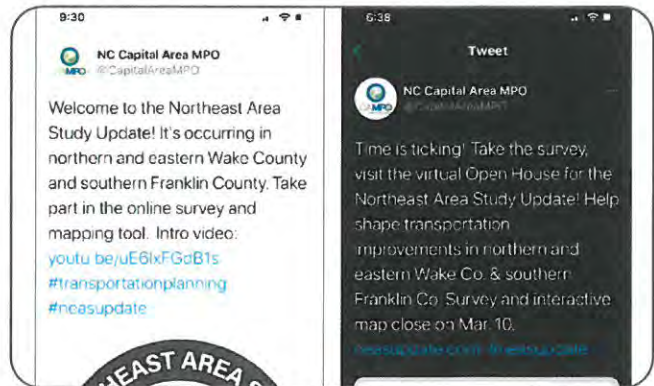 9:30
NC Capital Area MPO
@CapitalAreaMPO
Welcome to the Northeast Area
Study Update! It's occurring in
northern and eastern Wake County
and southern Franklin County. Take
part in the online survey and
mapping tool. Intro video:
#transportationplanning
#neasupdate
EAST AREA S
6:38
Tweet
NC Capital Area MPO
@CapitalAreaMPO
Time is ticking! Take the survey,
visit the virtual Open House for the
Northeast Area Study Update! Help
shape transportation
improvements in northern and
eastern Wake Co. & southern
Franklin Co. Survey and interactive
map close on Mar. 10.
neasupdate.com #neasupdate